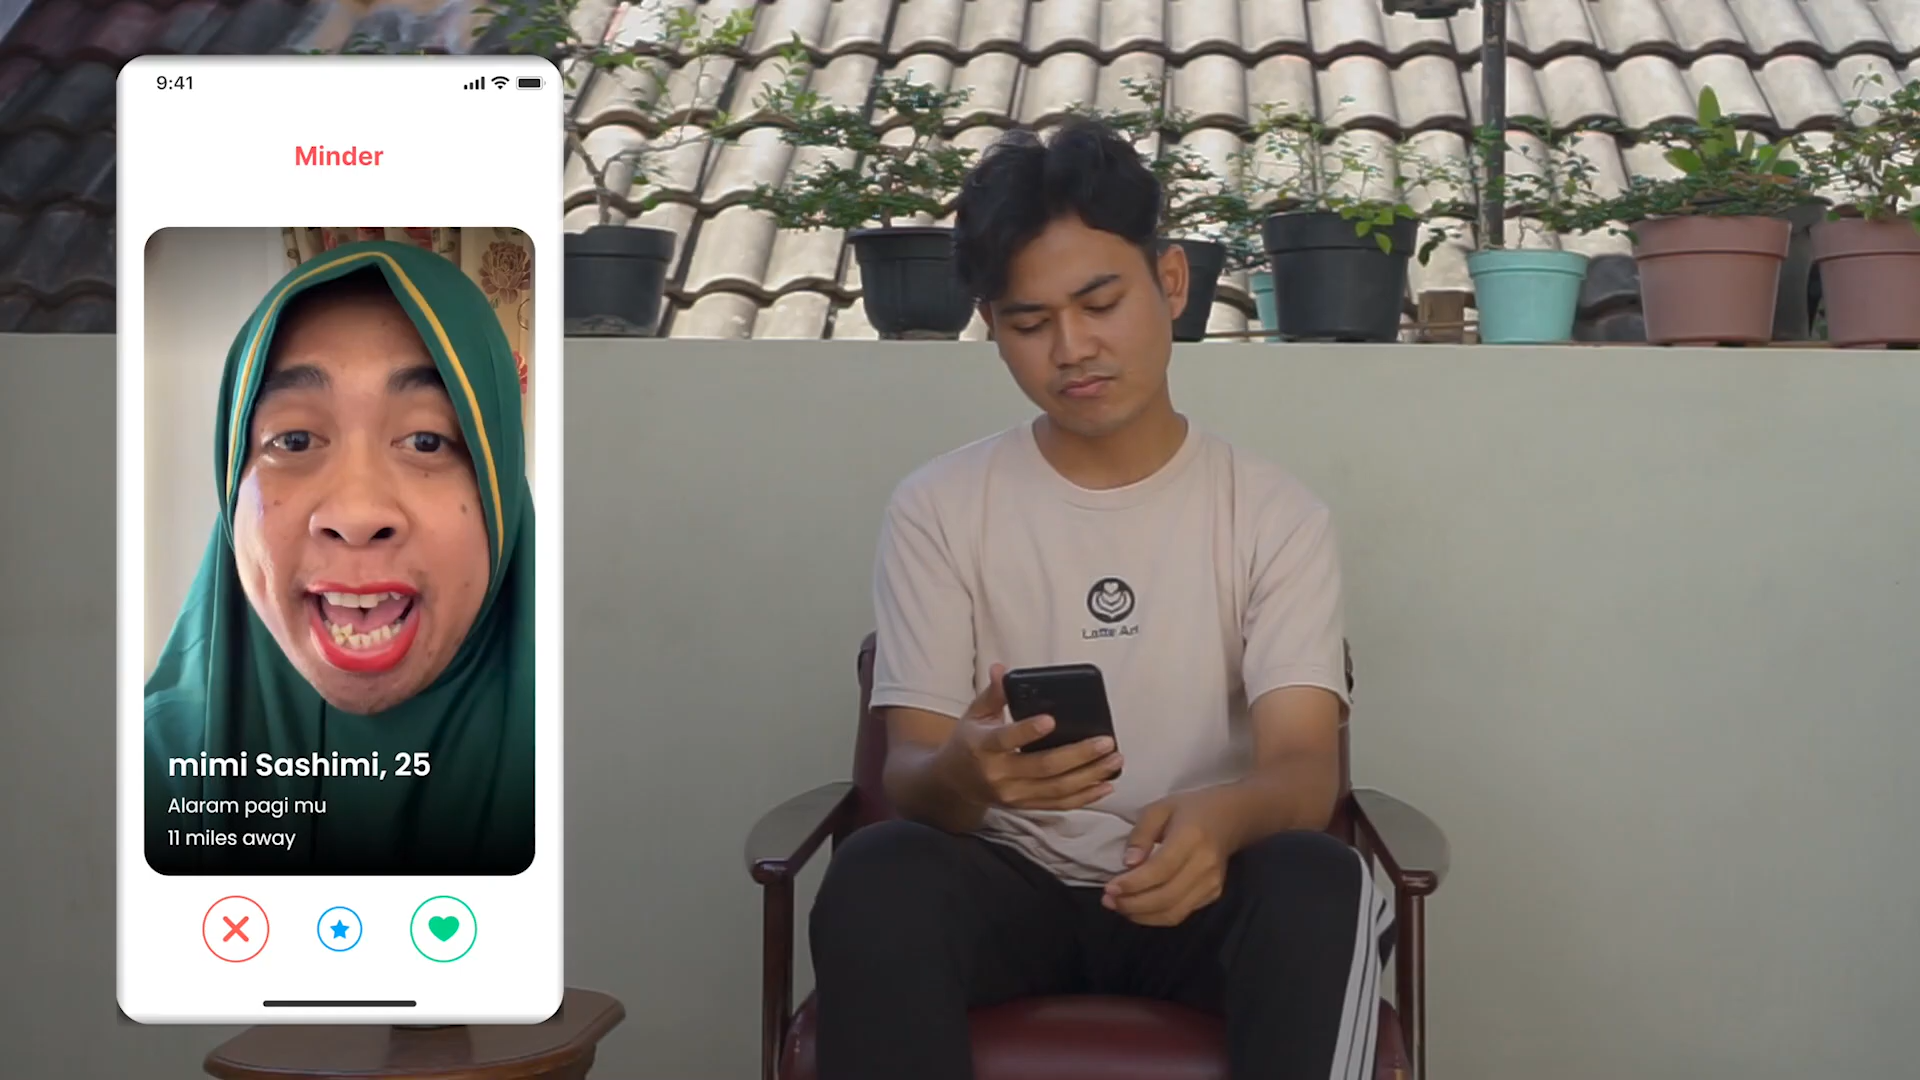 9:41
Minder
mimi Sashimi, 25
Alaram pagi mu
11 miles away
Latte Art